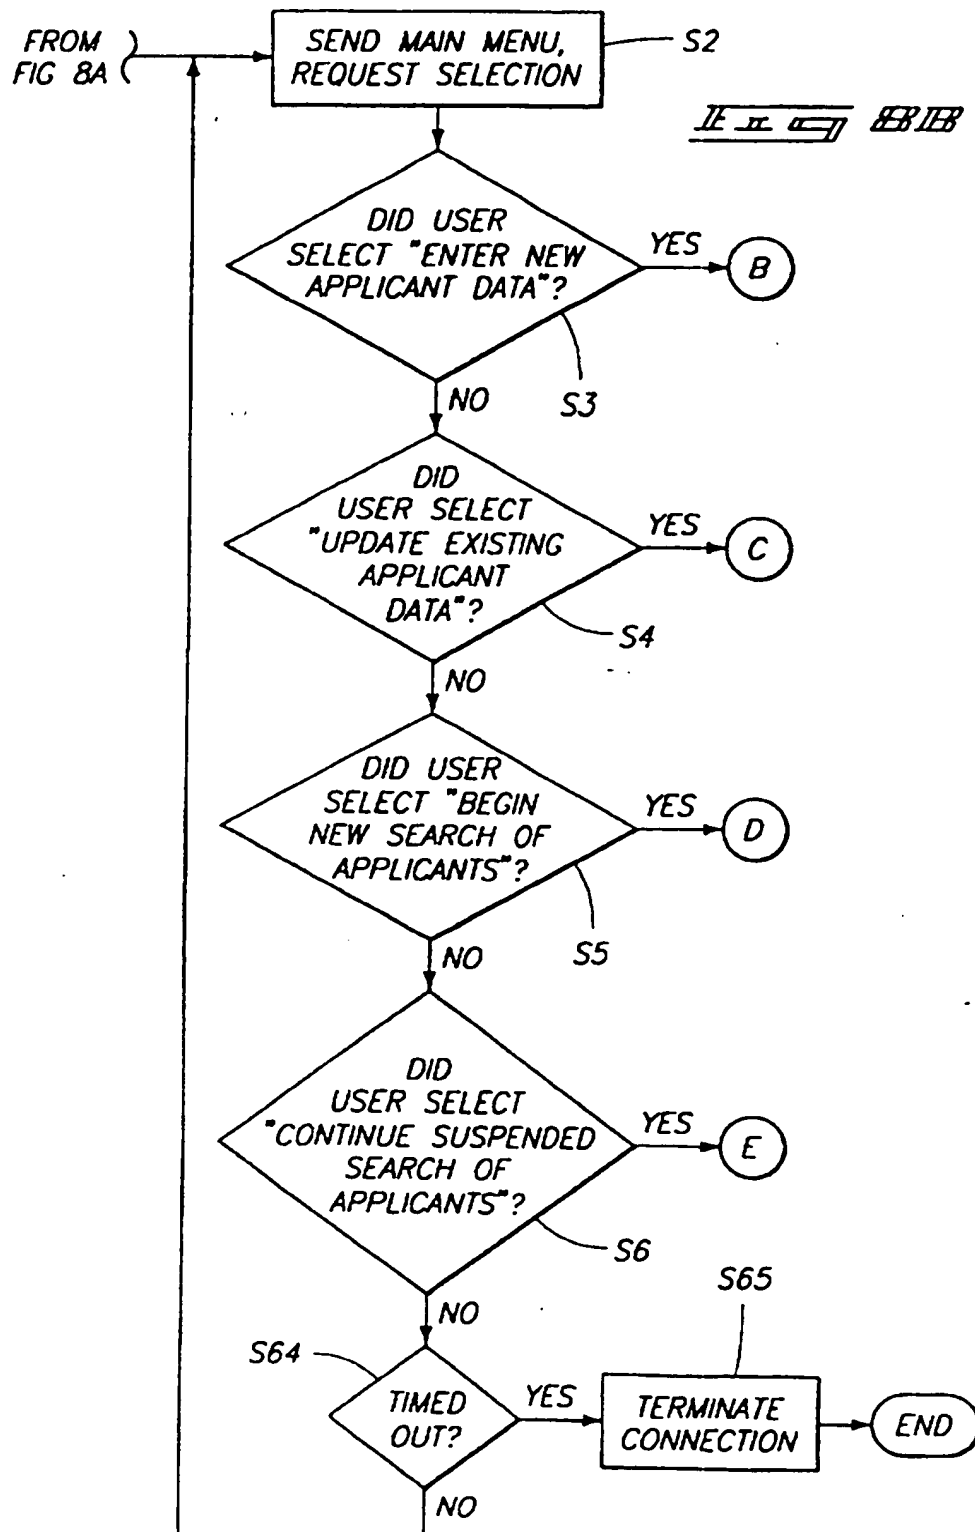 FROM
FIG 8A
SEND MAIN MENU,
REQUEST SELECTION
S2
Fig 8B
DID USER
SELECT "ENTER NEW
APPLICANT DATA"?
YES
B
S3
NO
DID
USER SELECT
"UPDATE EXISTING
APPLICANT
DATA"?
YES
C
S4
NO
DID USER
SELECT "BEGIN
NEW SEARCH OF
APPLICANTS"?
YES
D
S5
NO
DID
USER SELECT
"CONTINUE SUSPENDED
SEARCH OF
APPLICANTS"?
YES
E
S6
NO
S64
TIMED
OUT?
YES
S65
TERMINATE
CONNECTION
END
NO